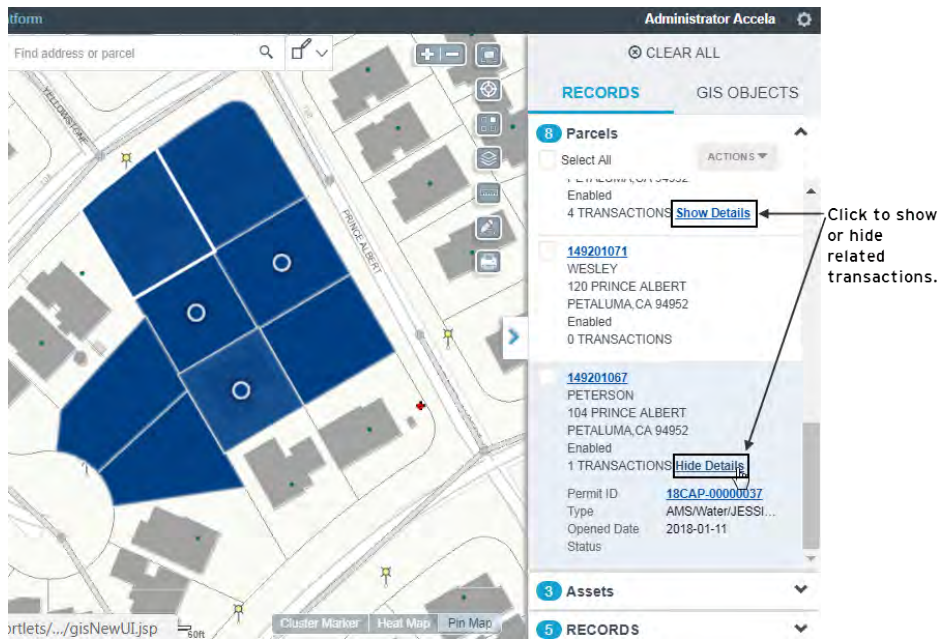 tform
Administrator Accela
Find address or parcel
CLEAR ALL
RECORDS GIS OBJECTS
8 Parcels
Select All
ACTIONS
Enabled
4 TRANSACTIONS Show Details
149201071
WESLEY
120 PRINCE ALBERT
PETALUMA,CA 94952
Enabled
0 TRANSACTIONS
149201067
PETERSON
104 PRINCE ALBERT
PETALUMA,CA 94952
Enabled
1 TRANSACTIONS Hide Details
Permit ID 18CAP-00000037
Type AMS/Water/JESSI...
Opened Date 2018-01-11
Status
3 Assets
5 RECORDS
Click to show
or hide
related
transactions.
YELLOWSTONE
PRINCE ALBERT
ortlets/.../gisNewUI.jsp
50ft
Cluster Marker Heat Map Pin Map